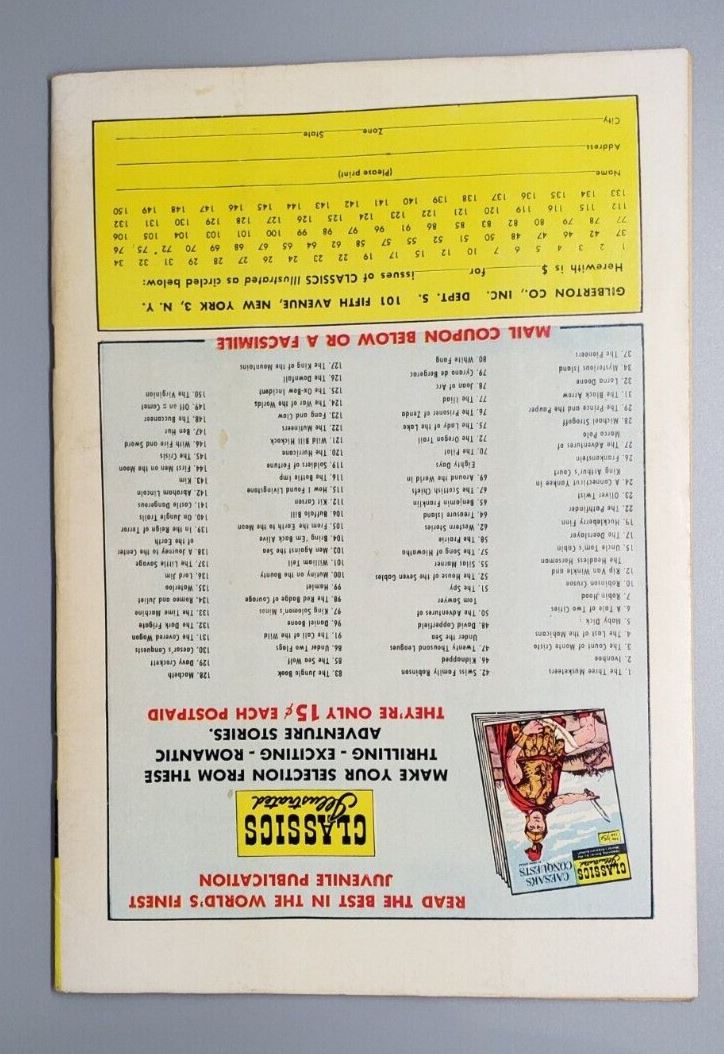 READ THE BEST IN THE WORLD'S FINEST
JUVENILE PUBLICATION
CLASSICS
Illustrated
CLASSICS
Illustrated
15¢
CAESAR'S
CONQUESTS
MAKE YOUR SELECTION FROM THESE
THRILLING - EXCITING - ROMANTIC
ADVENTURE STORIES.
THEY'RE ONLY 15¢ EACH POSTPAID
1. The Three Musketeers
2. Ivanhoe
3. The Count of Monte Cristo
4. The Last of the Mohicans
5. Moby Dick
6. A Tale of Two Cities
7. Robin Hood
10. Robinson Crusoe
12. Rip Van Winkle and
The Headless Horseman
15. Uncle Tom's Cabin
17. The Deerslayer
19. Huckleberry Finn
22. The Pathfinder
23. Oliver Twist
24. A Connecticut Yankee in
King Arthur's Court
26. Frankenstein
27. The Adventures of
Marco Polo
28. Michael Strogoff
29. The Prince and the Pauper
31. The Black Arrow
32. Lorna Doone
34. Mysterious Island
37. The Pioneers
42. Swiss Family Robinson
46. Kidnapped
47. Twenty Thousand Leagues
Under the Sea
48. David Copperfield
50. The Adventures of
Tom Sawyer
51. The Spy
52. The House of the Seven Gables
55. Silas Marner
57. The Song of Hiawatha
58. The Prairie
62. Western Stories
64. Treasure Island
65. Benjamin Franklin
67. The Scottish Chiefs
69. Around the World in
Eighty Days
70. The Pilot
72. The Oregon Trail
75. The Lady of the Lake
76. The Prisoner of Zenda
77. The Iliad
78. Joan of Arc
79. Cyrano de Bergerac
80. White Fang
83. The Jungle Book
85. The Sea Wolf
86. Under Two Flags
91. The Call of the Wild
96. Daniel Boone
97. King Solomon's Mines
98. The Red Badge of Courage
99. Hamlet
100. Mutiny on the Bounty
101. William Tell
103. Men Against the Sea
104. Bring 'Em Back Alive
105. From the Earth to the Moon
106. Buffalo Bill
112. Kit Carson
115. How I Found Livingstone
116. The Bottle Imp
119. Soldiers of Fortune
120. The Hurricane
121. Wild Bill Hickock
122. The Mutineers
123. Fang and Claw
124. The War of the Worlds
125. The Ox-Bow Incident
126. The Downfall
127. The King of the Mountains
128. Macbeth
129. Davy Crockett
130. Caesar's Conquests
131. The Covered Wagon
132. The Dark Frigate
133. The Time Machine
134. Romeo and Juliet
135. Waterloo
136. Lord Jim
137. The Little Savage
138. A Journey to the Center
of the Earth
139. In the Reign of Terror
140. On Jungle Trails
141. Castle Dangerous
142. Abraham Lincoln
143. Kim
144. First Men on the Moon
145. The Crisis
146. With Fire and Sword
147. Ben Hur
148. The Buccaneer
149. Off on a Comet
150. The Virginian
MAIL COUPON BELOW OR A FACSIMILE
GILBERTON CO., INC. DEPT. S. 101 FIFTH AVENUE, NEW YORK 3, N. Y.
Herewith is $ for issues of CLASSICS Illustrated as circled below:
1 2 3 4 5 6 7 10 12 15 17 19 22 23 24 26 27 28 29 31 32 34
37 42 46 47 48 50 51 52 55 57 58 62 64 65 67 68 69 70 72 75 76
77 78 79 80 82 83 85 86 91 96 97 98 99 100 101 103 104 105 106
112 115 116 119 120 121 122 123 124 125 126 127 128 129 130 131 132
133 134 135 136 137 138 139 140 141 142 143 144 145 146 147 148 149 150
Name
(Please print)
Address
City Zone State